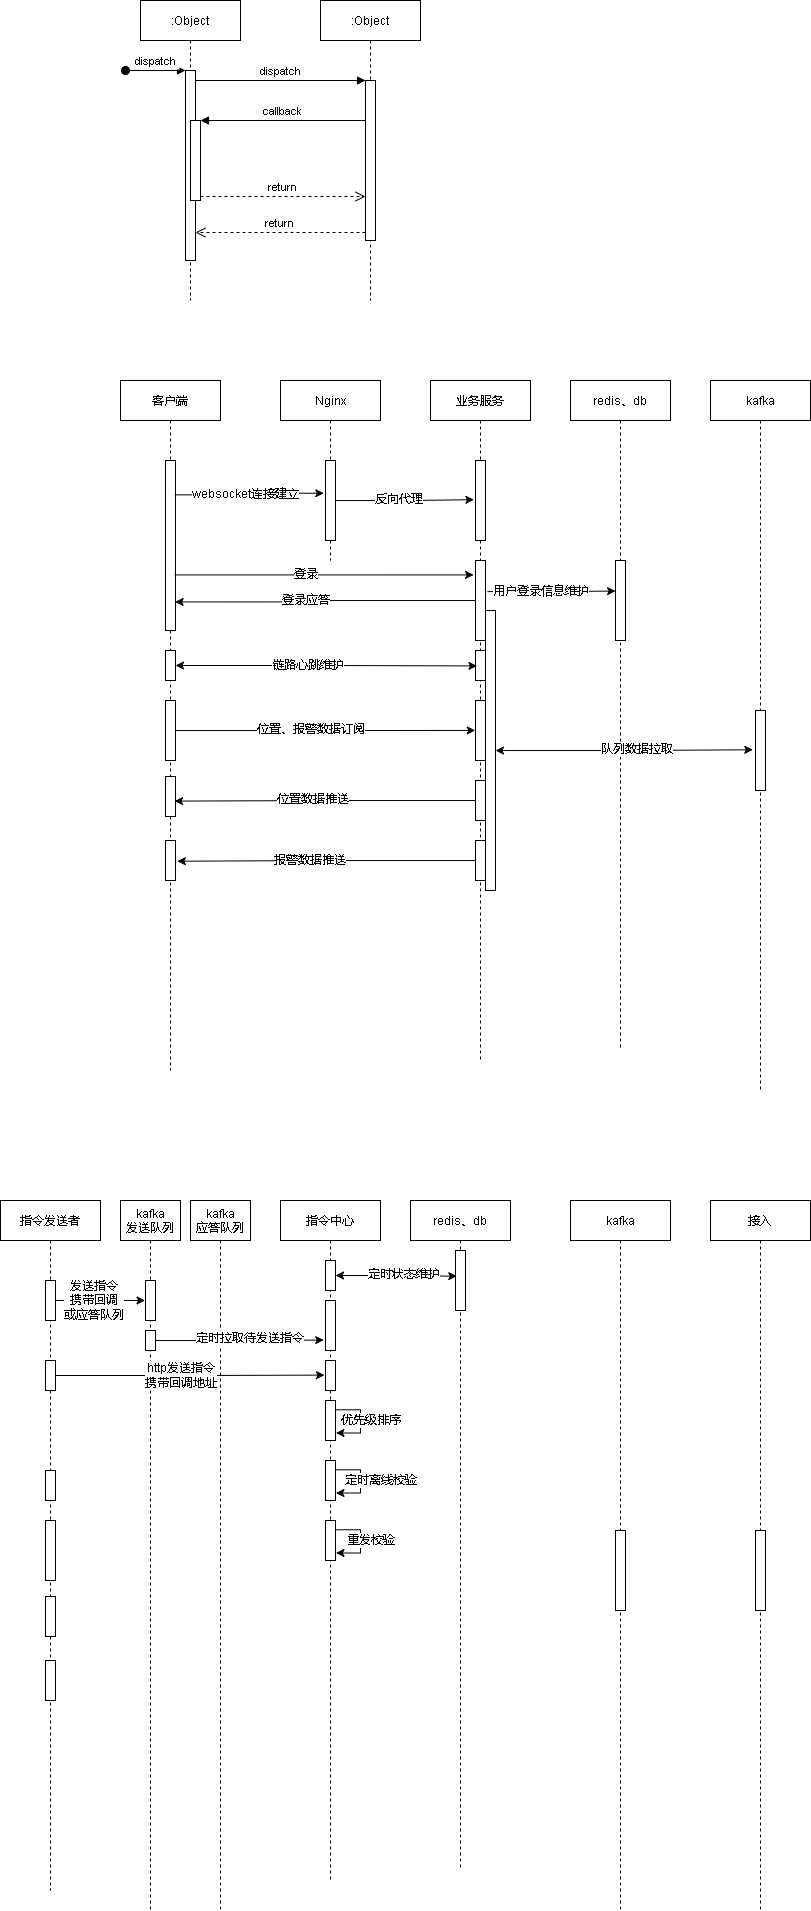 :Object
:Object
dispatch
dispatch
callback
return
return
客户端
Nginx
业务服务
redis、db
kafka
websocket连接建立
反向代理
登录
用户登录信息维护
登录应答
链路心跳维护
位置、报警数据订阅
队列数据拉取
位置数据推送
报警数据推送
指令发送者
kafka
发送队列
kafka
应答队列
指令中心
redis、db
kafka
接入
定时状态维护
发送指令
携带回调
或应答队列
定时拉取待发送指令
http发送指令
携带回调地址
优先级排序
定时离线校验
重发校验